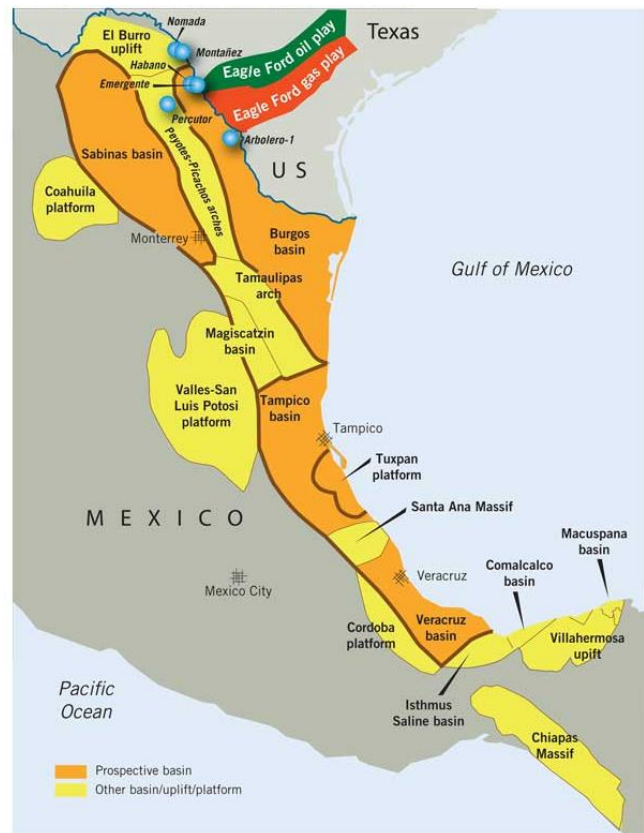 Nomada
Texas
El Burro
uplift
Montañez
Habano
Eagle Ford oil play
Emergente
Eagle Ford gas play
Percutor
Arbolero-1
Sabinas basin
Peyotes-Picachos arches
U S
Coahuila
platform
Monterrey
Burgos
basin
Gulf of Mexico
Tamaulipas
arch
Magiscatzin
basin
Valles-San
Luis Potosi
platform
Tampico
basin
Tampico
Tuxpan
platform
Santa Ana Massif
MEXICO
Macuspana
basin
Comalcalco
basin
Mexico City
Veracruz
Cordoba
platform
Veracruz
basin
Villahermosa
upift
Isthmus
Saline basin
Pacific
Ocean
Chiapas
Massif
Prospective basin
Other basin/uplift/platform